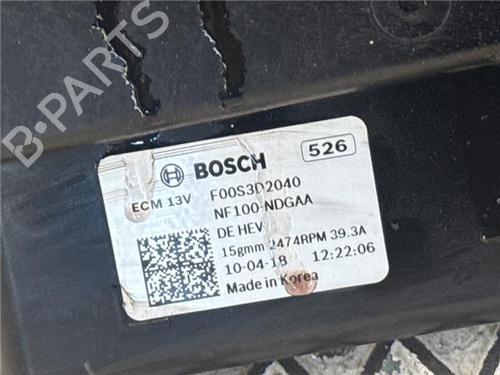 B-PARTS
BOSCH 526
ECM 13V F00S3D2040
NF100-NDGAA
DE HEV
15gmm 2474RPM 39.3A
10-04-18 12:22:06
Made in Korea